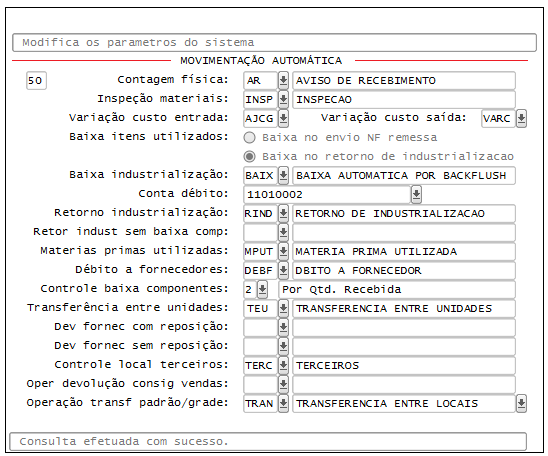 Modifica os parametros do sistema
MOVIMENTAÇÃO AUTOMÁTICA
50 Contagem física: AR AVISO DE RECEBIMENTO
Inspeção materiais: INSP INSPECAO
Variação custo entrada: AJCG Variação custo saída: VARC
Baixa itens utilizados: Baixa no envio NF remessa
Baixa no retorno de industrializacao
Baixa industrialização: BAIX BAIXA AUTOMATICA POR BACKFLUSH
Conta débito: 11010002
Retorno industrialização: RIND RETORNO DE INDUSTRIALIZACAO
Retor indust sem baixa comp:
Materias primas utilizadas: MPUT MATERIA PRIMA UTILIZADA
Débito a fornecedores: DEBF DBITO A FORNECEDOR
Controle baixa componentes: 2 Por Qtd. Recebida
Transferência entre unidades: TEU TRANSFERENCIA ENTRE UNIDADES
Dev fornec com reposição:
Dev fornec sem reposição:
Controle local terceiros: TERC TERCEIROS
Oper devolução consig vendas:
Operação transf padrão/grade: TRAN TRANSFERENCIA ENTRE LOCAIS
Consulta efetuada com sucesso.